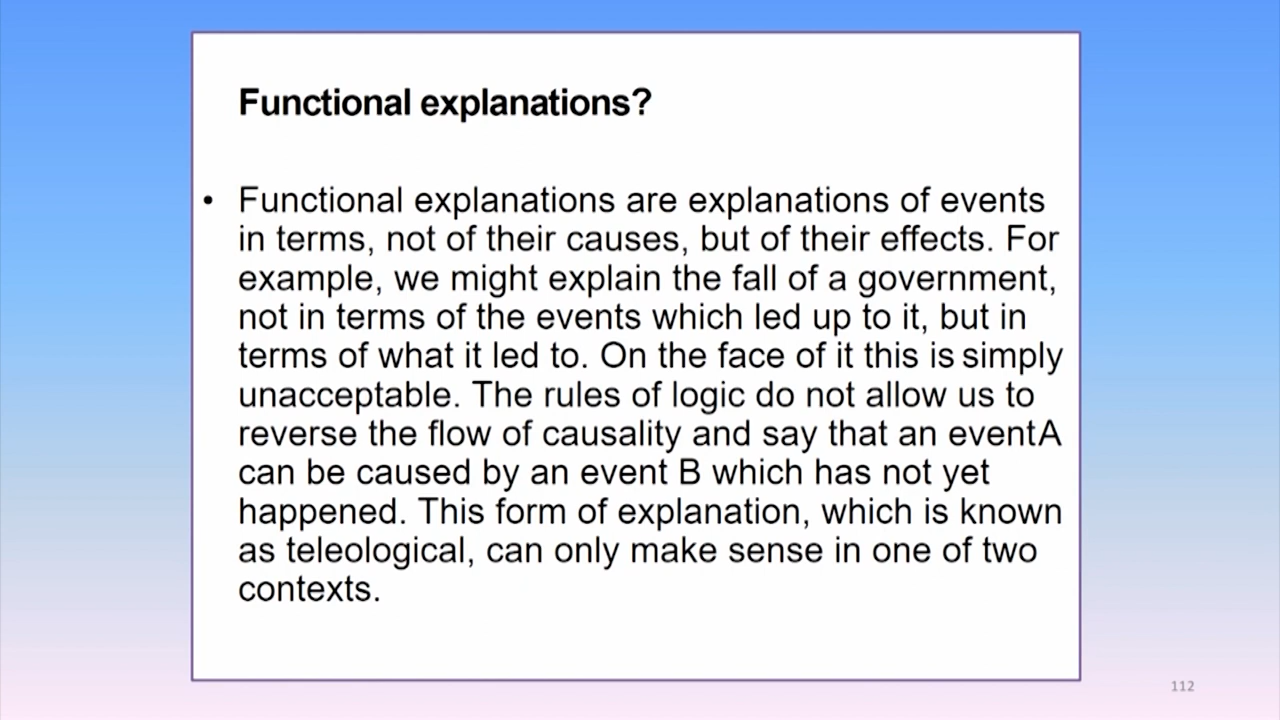 Functional explanations?
• Functional explanations are explanations of events
in terms, not of their causes, but of their effects. For
example, we might explain the fall of a government,
not in terms of the events which led up to it, but in
terms of what it led to. On the face of it this is simply
unacceptable. The rules of logic do not allow us to
reverse the flow of causality and say that an eventA
can be caused by an event B which has not yet
happened. This form of explanation, which is known
as teleological, can only make sense in one of two
contexts.
112